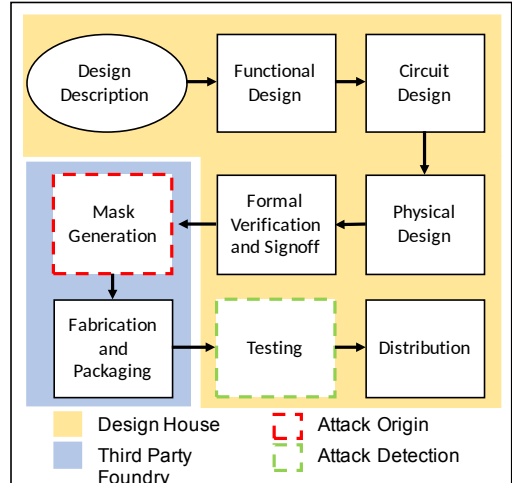 Design
Description
Functional
Design
Circuit
Design
Mask
Generation
Formal
Verification
and Signoff
Physical
Design
Fabrication
and
Packaging
Testing
Distribution
Design House
Attack Origin
Third Party
Foundry
Attack Detection